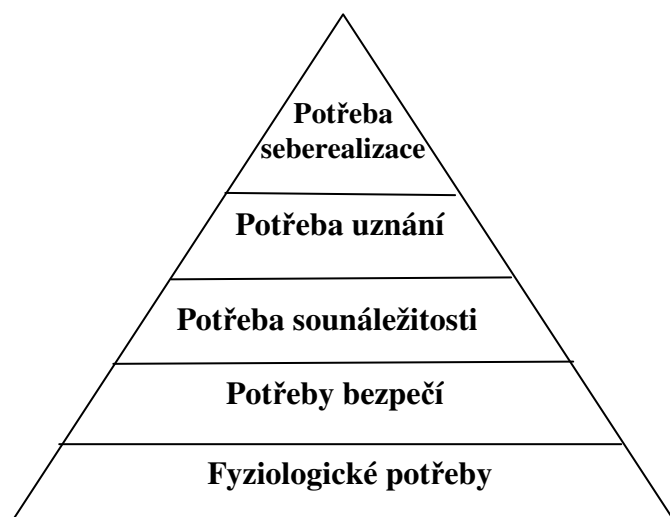 Potřeba
seberealizace
Potřeba uznání
Potřeba sounáležitosti
Potřeby bezpečí
Fyziologické potřeby